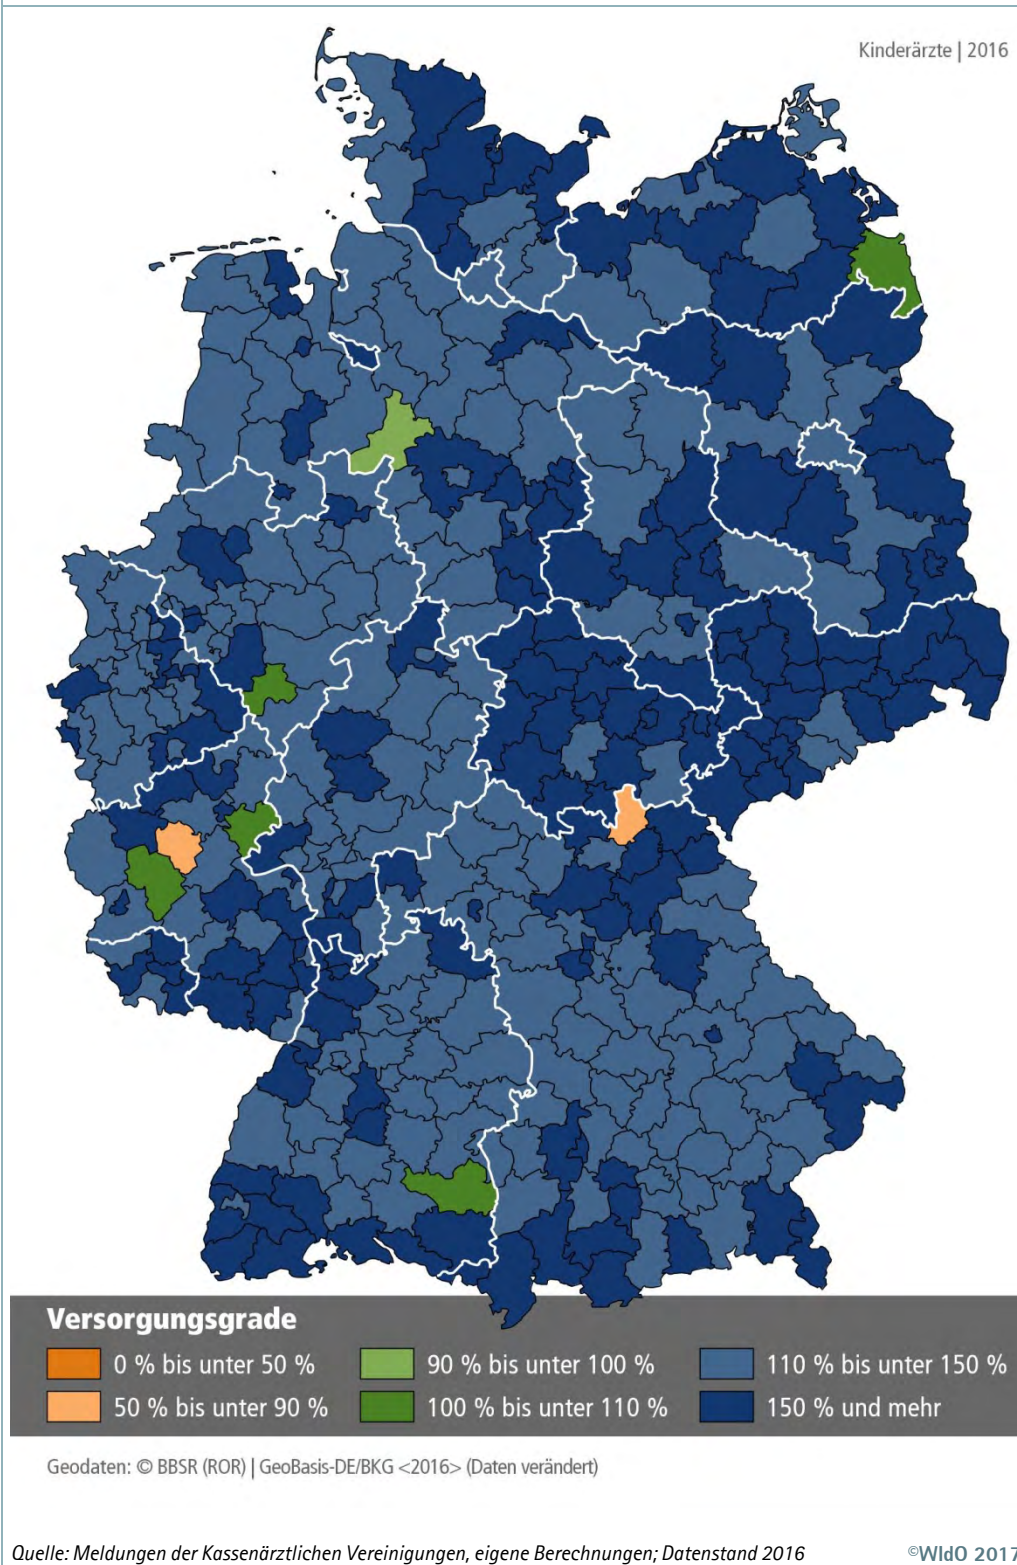 Kinderärzte | 2016
Versorgungsgrade
0 % bis unter 50 %
90 % bis unter 100 %
110 % bis unter 150 %
50 % bis unter 90 %
100 % bis unter 110 %
150 % und mehr
Geodaten: © BBSR (ROR) | GeoBasis-DE/BKG <2016> (Daten verändert)
Quelle: Meldungen der Kassenärztlichen Vereinigungen, eigene Berechnungen; Datenstand 2016
©WIdO 2017